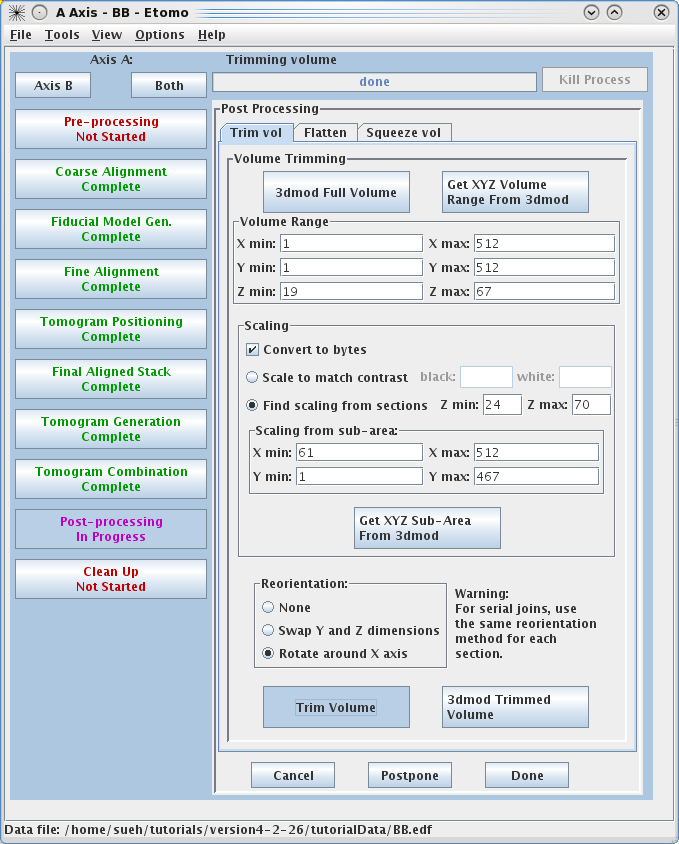 A Axis - BB - Etomo
File Tools View Options Help
Axis A:
Trimming volume
Axis B
Both
done
Kill Process
Pre-processing
Not Started
Coarse Alignment
Complete
Fiducial Model Gen.
Complete
Fine Alignment
Complete
Tomogram Positioning
Complete
Final Aligned Stack
Complete
Tomogram Generation
Complete
Tomogram Combination
Complete
Post-processing
In Progress
Clean Up
Not Started
Post Processing
Trim vol
Flatten
Squeeze vol
Volume Trimming
3dmod Full Volume
Get XYZ Volume
Range From 3dmod
Volume Range
X min: 1 X max: 512
Y min: 1 Y max: 512
Z min: 19 Z max: 67
Scaling
Convert to bytes
Scale to match contrast black: white:
Find scaling from sections Z min: 24 Z max: 70
Scaling from sub-area:
X min: 61 X max: 512
Y min: 1 Y max: 467
Get XYZ Sub-Area
From 3dmod
Reorientation:
None
Swap Y and Z dimensions
Rotate around X axis
Warning:
For serial joins, use
the same reorientation
method for each
section.
Trim Volume
3dmod Trimmed
Volume
Cancel
Postpone
Done
Data file: /home/sueh/tutorials/version4-2-26/tutorialData/BB.edf